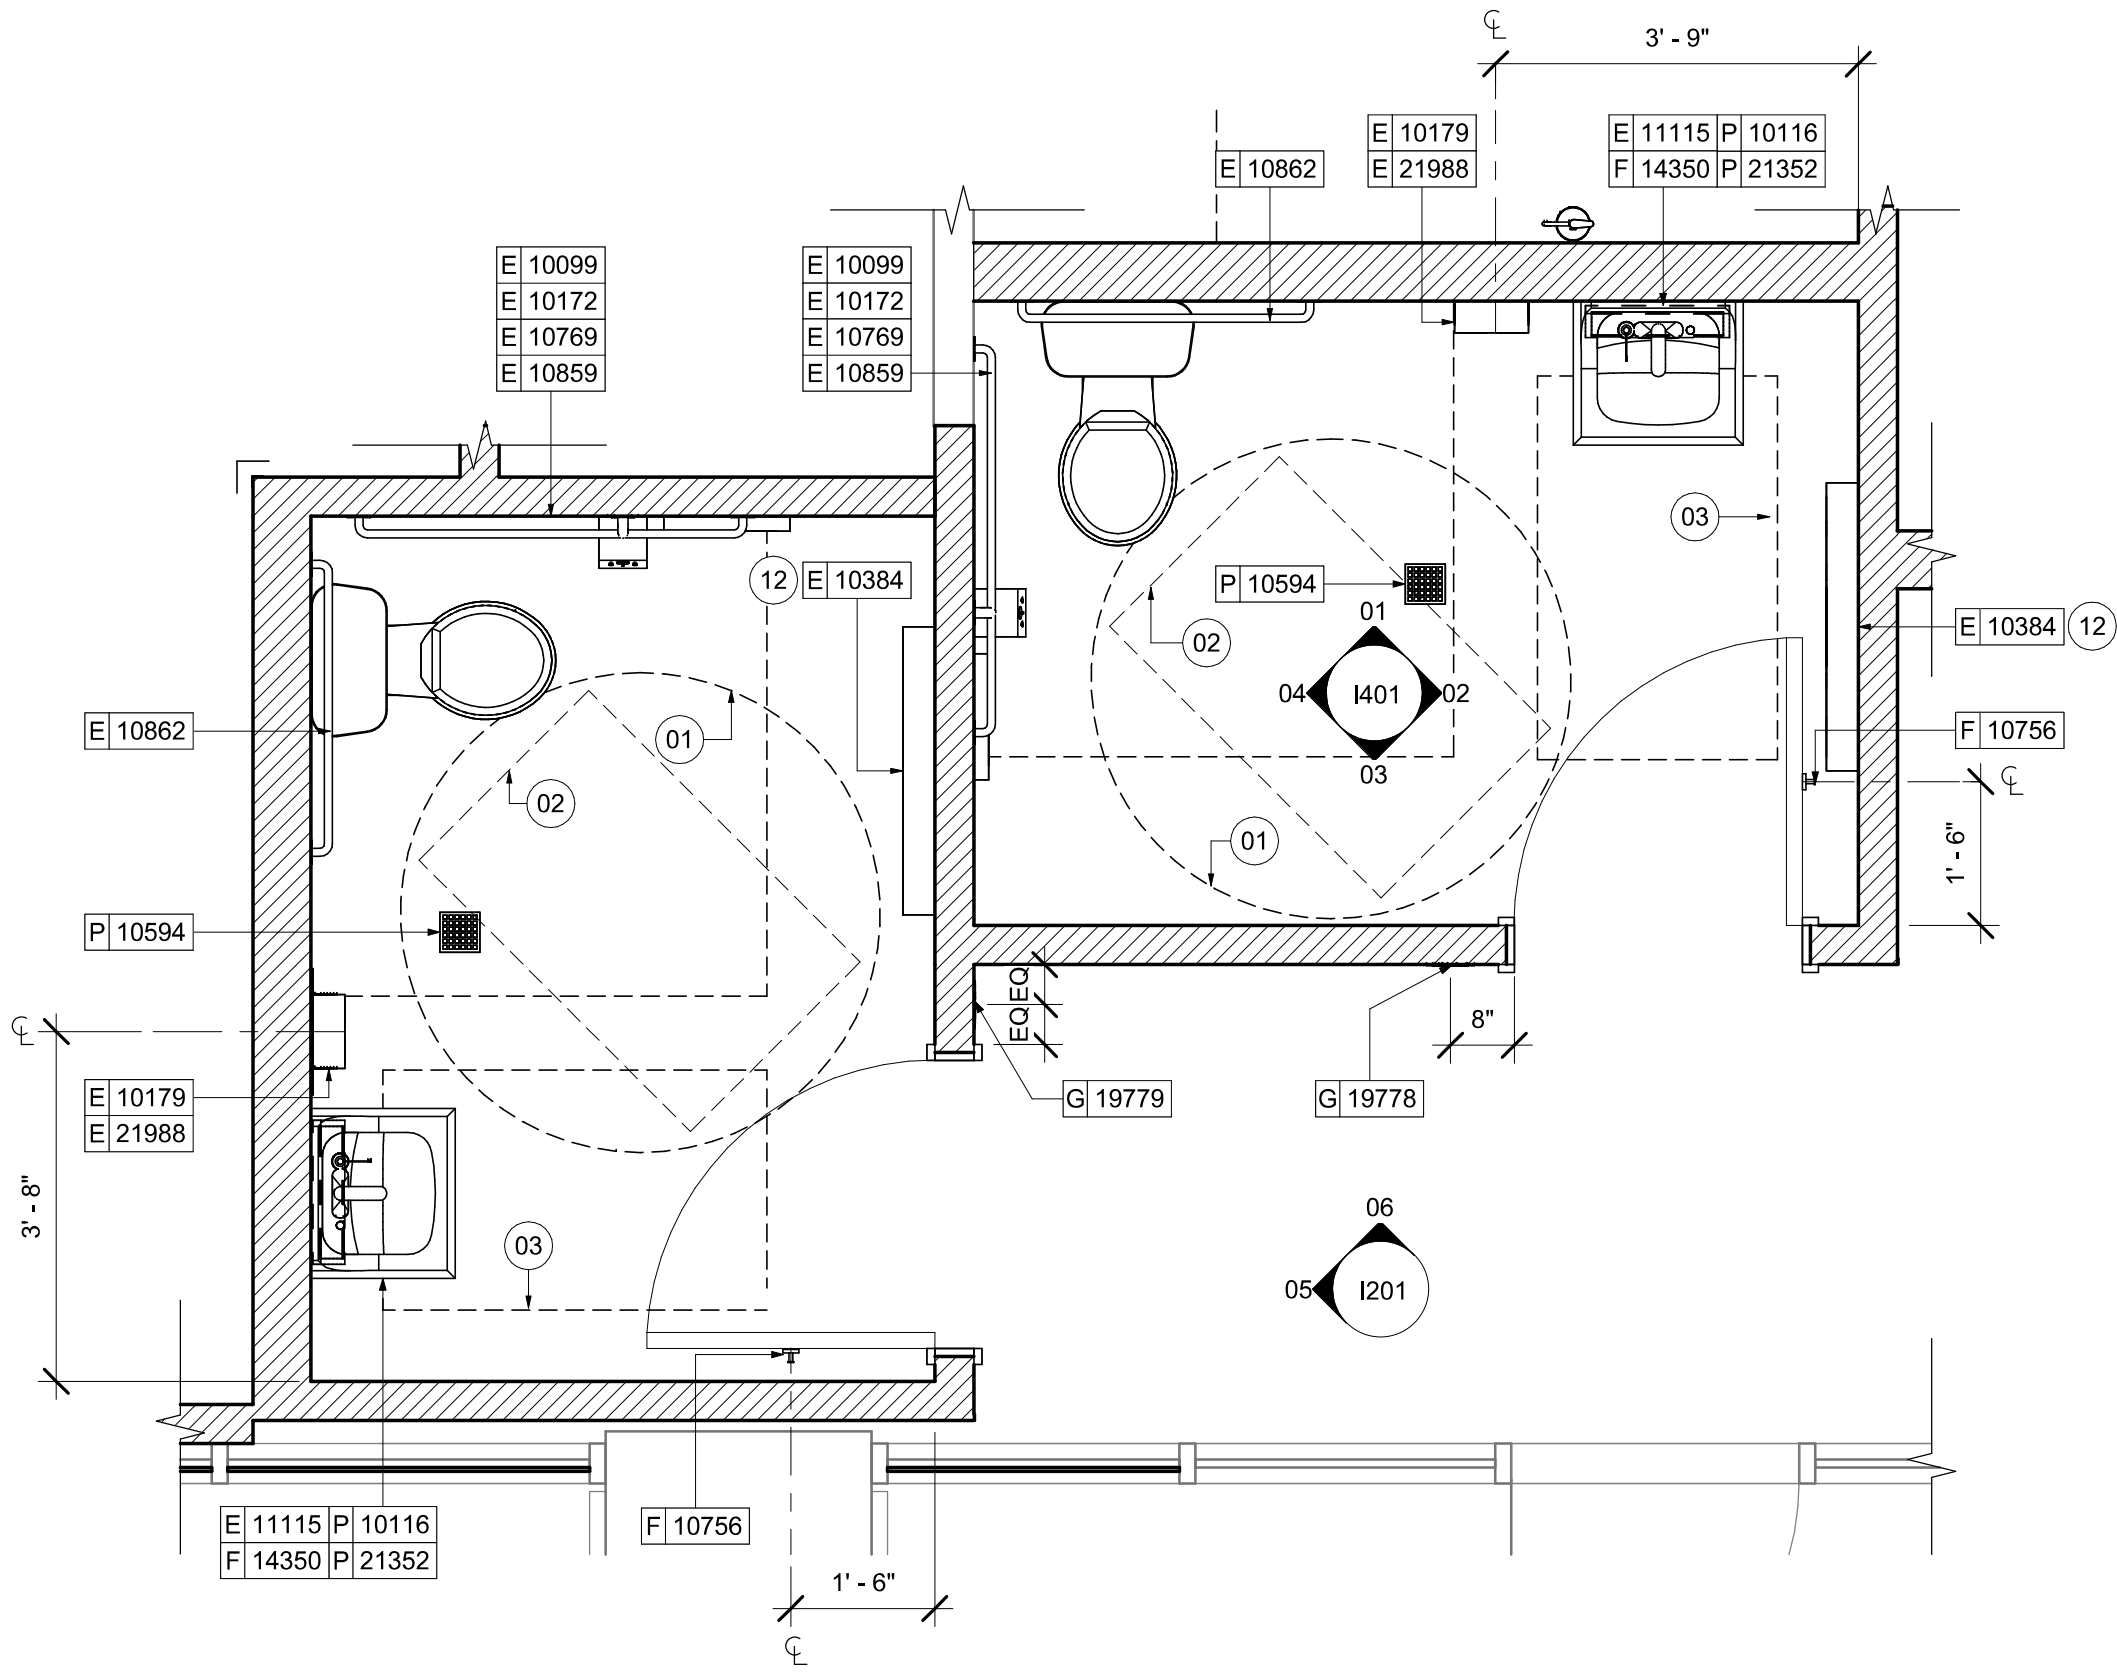 ℄
3' - 9"
E 10179
E 21988
E 11115 P 10116
F 14350 P 21352
E 10862
E 10099
E 10172
E 10769
E 10859
E 10099
E 10172
E 10769
E 10859
03
12
E 10384
P 10594
01
02
04
I401
02
03
E 10384
12
E 10862
01
F 10756
℄
02
01
1' - 6"
P 10594
EQ
EQ
8"
℄
E 10179
E 21988
G 19779
G 19778
3' - 8"
03
06
05
I201
E 11115 P 10116
F 14350 P 21352
F 10756
1' - 6"
℄